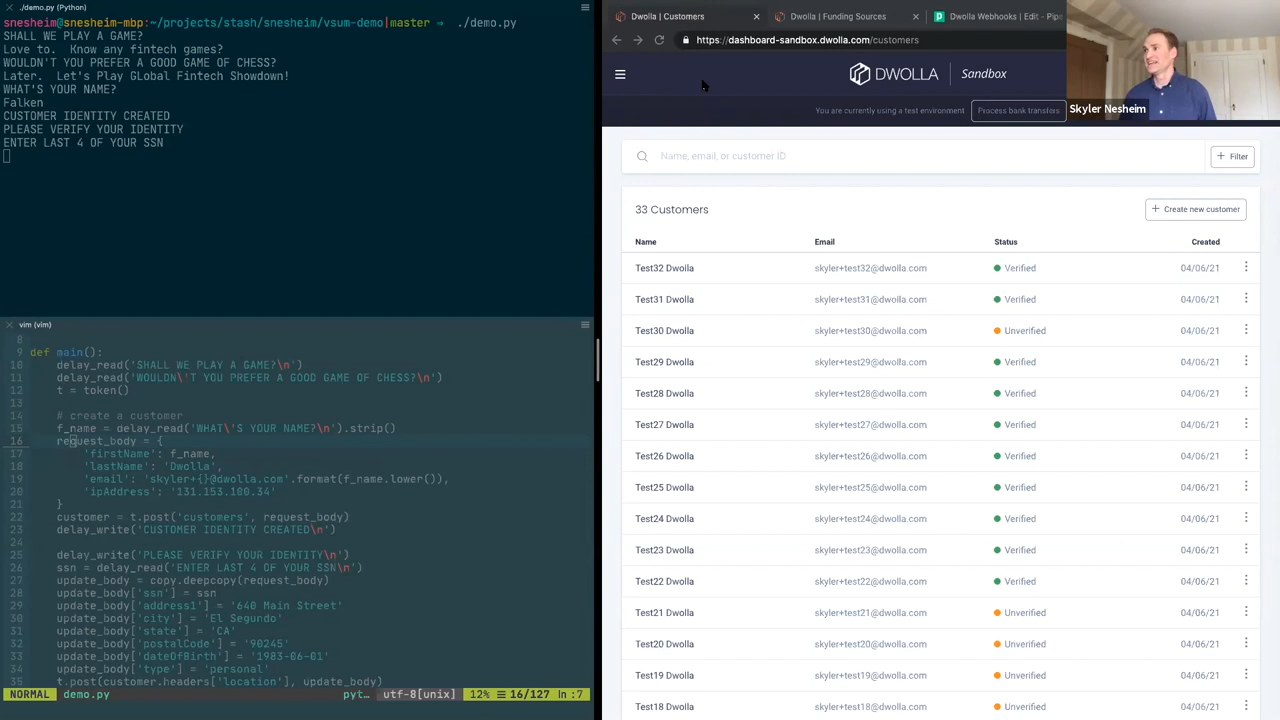 ./demo.py (Python)
snesheim@snesheim-mbp:~/projects/stash/snesheim/vsum-demo|master ⇒ ./demo.py
SHALL WE PLAY A GAME?
Love to. Know any fintech games?
WOULDN'T YOU PREFER A GOOD GAME OF CHESS?
Later. Let's Play GLobal Fintech Showdown!
WHAT'S YOUR NAME?
Falken
CUSTOMER IDENTITY CREATED
PLEASE VERIFY YOUR IDENTITY
ENTER LAST 4 OF YOUR SSN
vim (vim)
8
9 def main():
10 delay_read('SHALL WE PLAY A GAME?\n')
11 delay_read('WOULDN\'T YOU PREFER A GOOD GAME OF CHESS?\n')
12 t = token()
13
14 # create a customer
15 f_name = delay_read('WHAT\'S YOUR NAME?\n').strip()
16 request_body = {
17 'firstName': f_name,
18 'lastName': 'Dwolla',
19 'email': 'skyler+{}@dwolla.com'.format(f_name.lower()),
20 'ipAddress': '131.153.100.34'
21 }
22 customer = t.post('customers', request_body)
23 delay_write('CUSTOMER IDENTITY CREATED\n')
24
25 delay_write('PLEASE VERIFY YOUR IDENTITY\n')
26 ssn = delay_read('ENTER LAST 4 OF YOUR SSN\n')
27 update_body = copy.deepcopy(request_body)
28 update_body['ssn'] = ssn
29 update_body['address1'] = '640 Main Street'
30 update_body['city'] = 'El Segundo'
31 update_body['state'] = 'CA'
32 update_body['postalCode'] = '90245'
33 update_body['dateOfBirth'] = '1983-06-01'
34 update_body['type'] = 'personal'
35 t.post(customer.headers['location'], update_body)
NORMAL demo.py pyt… utf-8[unix] 12% ☰ 16/127 ln:7
Dwolla | Customers
Dwolla | Funding Sources
Dwolla Webhooks | Edit - Pipe
https://dashboard-sandbox.dwolla.com/customers
DWOLLA Sandbox
You are currently using a test environment
Process bank transfers
Skyler Nesheim
Name, email, or customer ID
+ Filter
33 Customers
+ Create new customer
Name Email Status Created
Test32 Dwolla skyler+test32@dwolla.com Verified 04/06/21
Test31 Dwolla skyler+test31@dwolla.com Verified 04/06/21
Test30 Dwolla skyler+test30@dwolla.com Unverified 04/06/21
Test29 Dwolla skyler+test29@dwolla.com Verified 04/06/21
Test28 Dwolla skyler+test28@dwolla.com Verified 04/06/21
Test27 Dwolla skyler+test27@dwolla.com Verified 04/06/21
Test26 Dwolla skyler+test26@dwolla.com Verified 04/06/21
Test25 Dwolla skyler+test25@dwolla.com Verified 04/06/21
Test24 Dwolla skyler+test24@dwolla.com Verified 04/06/21
Test23 Dwolla skyler+test23@dwolla.com Verified 04/06/21
Test22 Dwolla skyler+test22@dwolla.com Verified 04/06/21
Test21 Dwolla skyler+test21@dwolla.com Unverified 04/06/21
Test20 Dwolla skyler+test20@dwolla.com Unverified 04/06/21
Test19 Dwolla skyler+test19@dwolla.com Unverified 04/06/21
Test18 Dwolla skyler+test18@dwolla.com Unverified 04/06/21